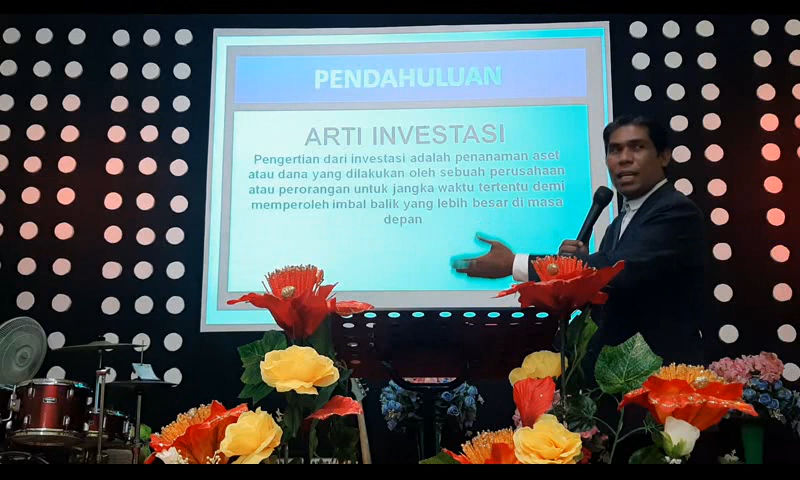 PENDAHULUAN
ARTI INVESTASI
Pengertian dari investasi adalah penanaman aset
atau dana yang dilakukan oleh sebuah perusahaan
atau perorangan untuk jangka waktu tertentu demi
memperoleh imbal balik yang lebih besar di masa
depan